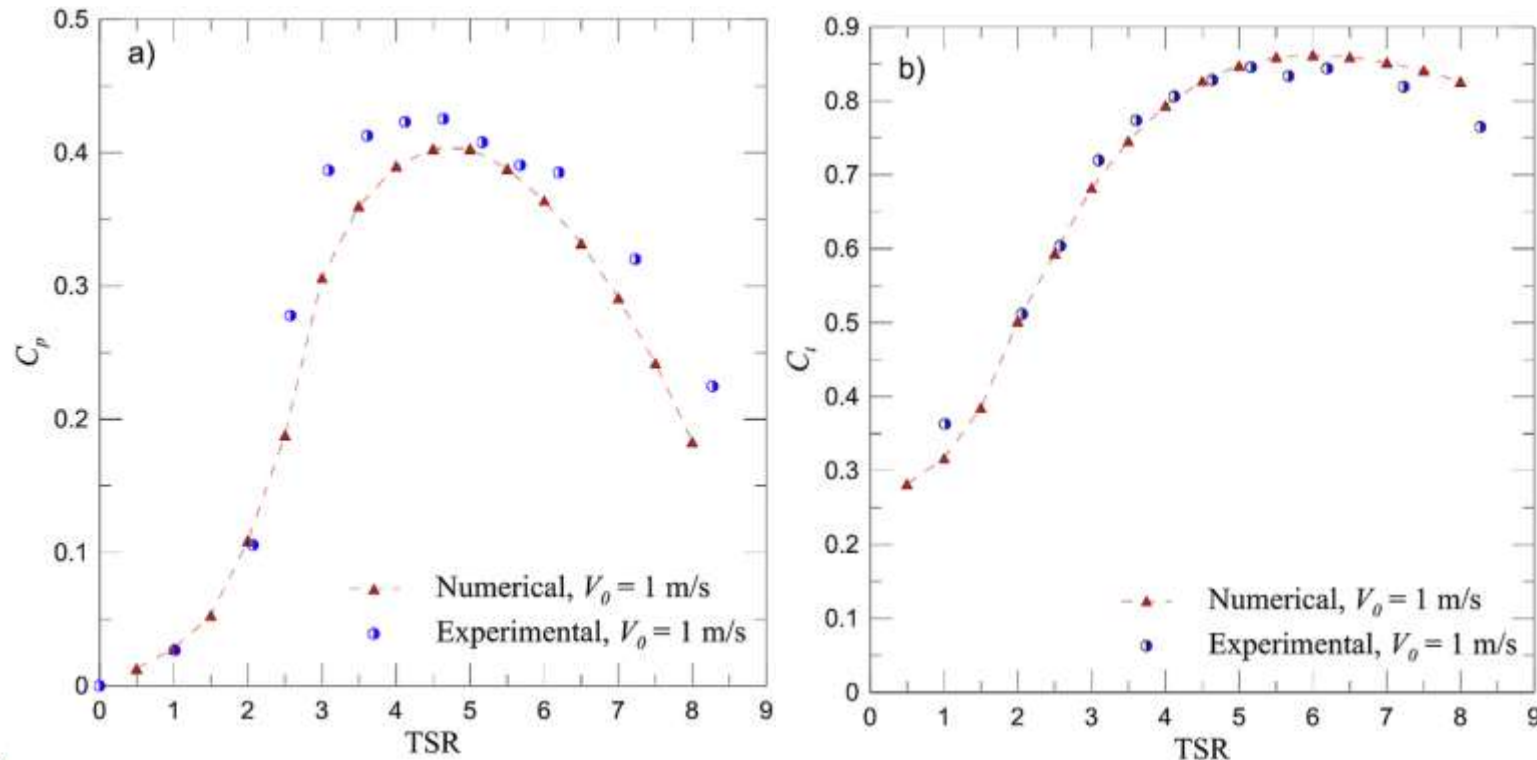 a)
0.5
0.4
0.3
0.2
0.1
0
C_p
0 1 2 3 4 5 6 7 8 9
TSR
Numerical, V_0 = 1 m/s
Experimental, V_0 = 1 m/s
b)
0.9
0.8
0.7
0.6
0.5
0.4
0.3
0.2
0.1
0
C_t
0 1 2 3 4 5 6 7 8 9
TSR
Numerical, V_0 = 1 m/s
Experimental, V_0 = 1 m/s